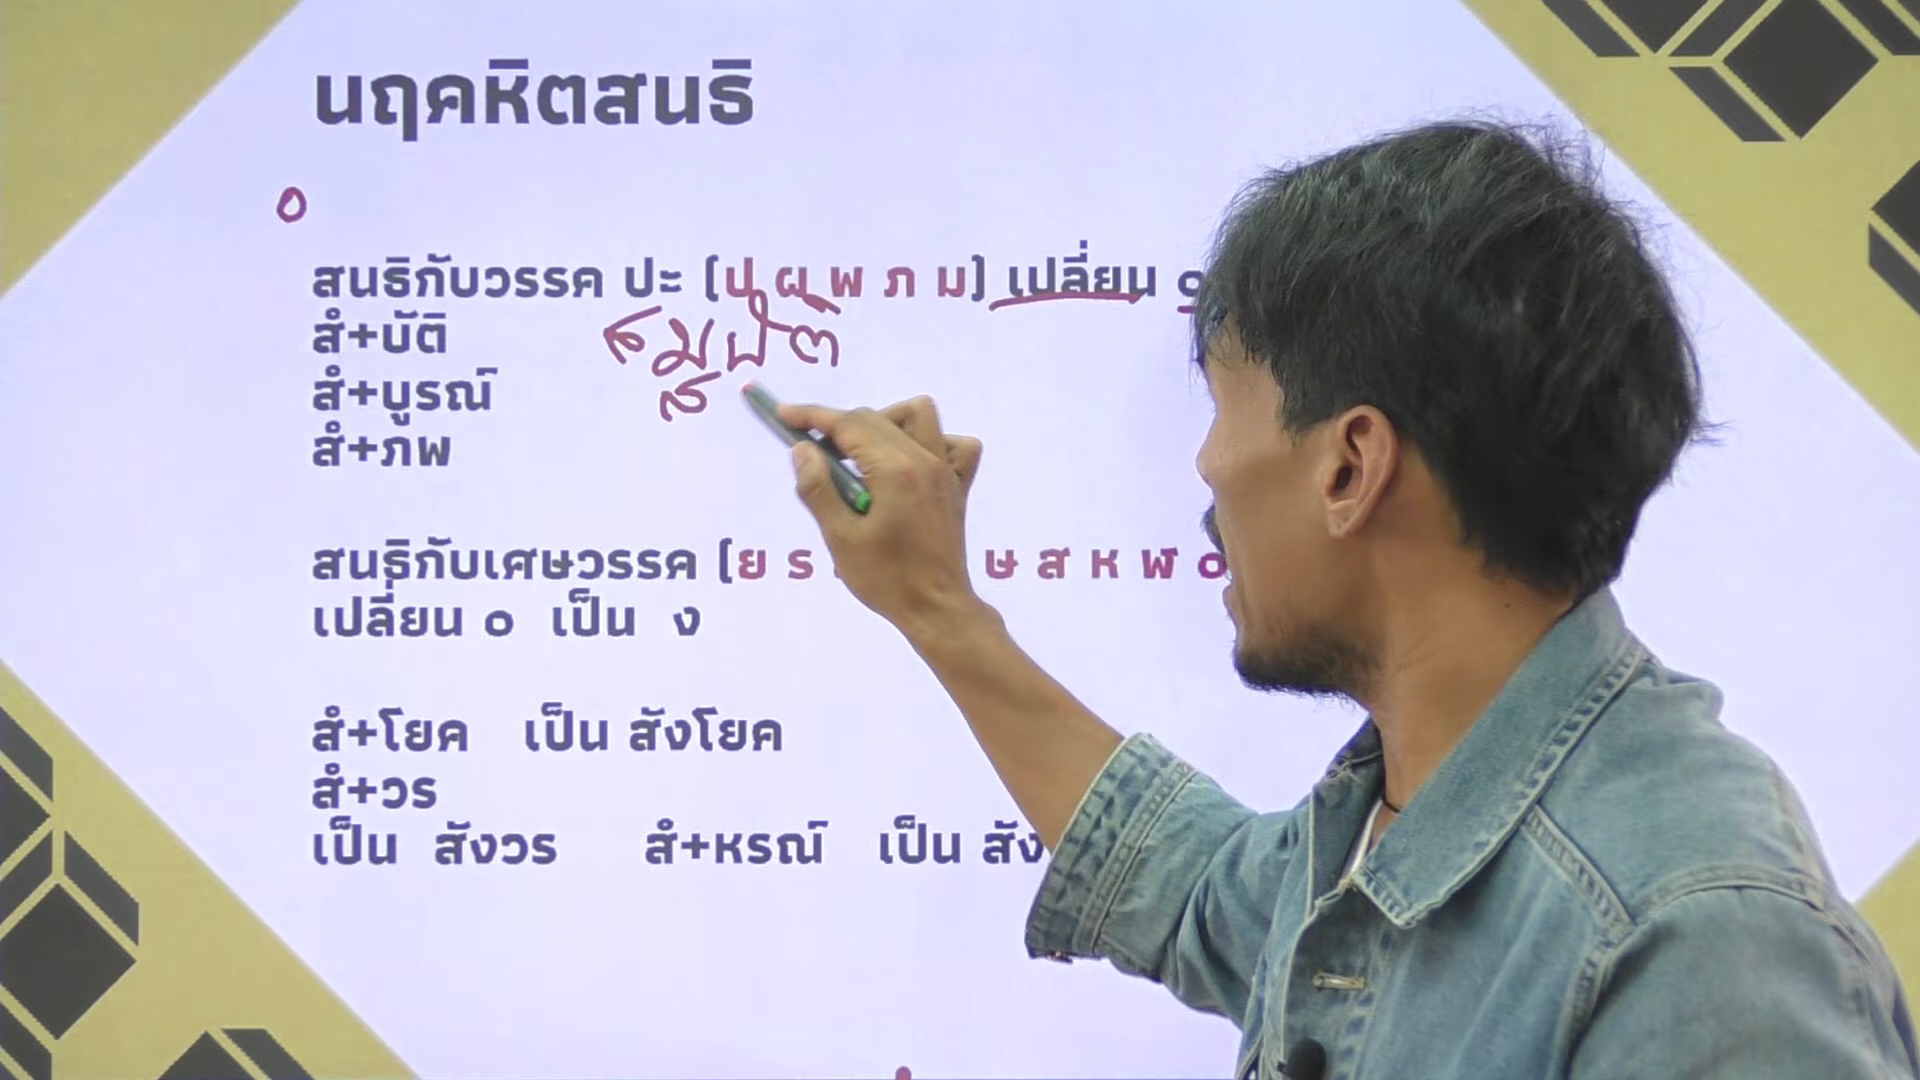 นฤคหิตสนธิ
๐
สนธิกับวรรค ปะ (ป ผ พ ภ ม) เปลี่ยน ๐
สํ+บัติ
สมบัติ
สํ+บูรณ์
ส
สํ+ภพ
สนธิกับเศษวรรค (ย ร ษ ส ห ฬ ๐
เปลี่ยน ๐ เป็น ง
สํ+โยค เป็น สังโยค
สํ+วร
เป็น สังวร สํ+หรณ์ เป็น สัง